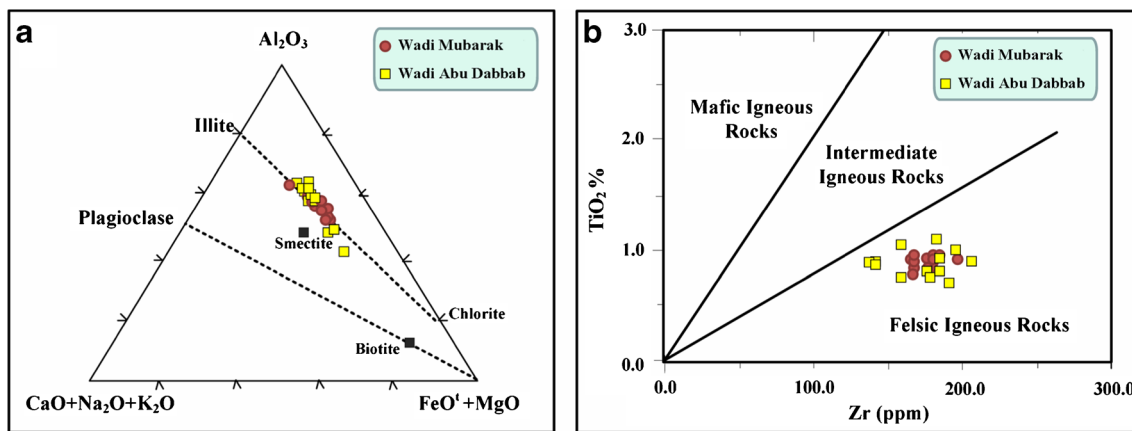 a
Al₂O₃
Wadi Mubarak
Wadi Abu Dabbab
Illite
Plagioclase
Smectite
Chlorite
Biotite
CaO+Na₂O+K₂O
FeOᵗ+MgO
b
3.0
2.0
1.0
0.0
TiO₂ %
Wadi Mubarak
Wadi Abu Dabbab
Mafic Igneous
Rocks
Intermediate
Igneous Rocks
Felsic Igneous Rocks
0.0
100.0
200.0
300.0
Zr (ppm)